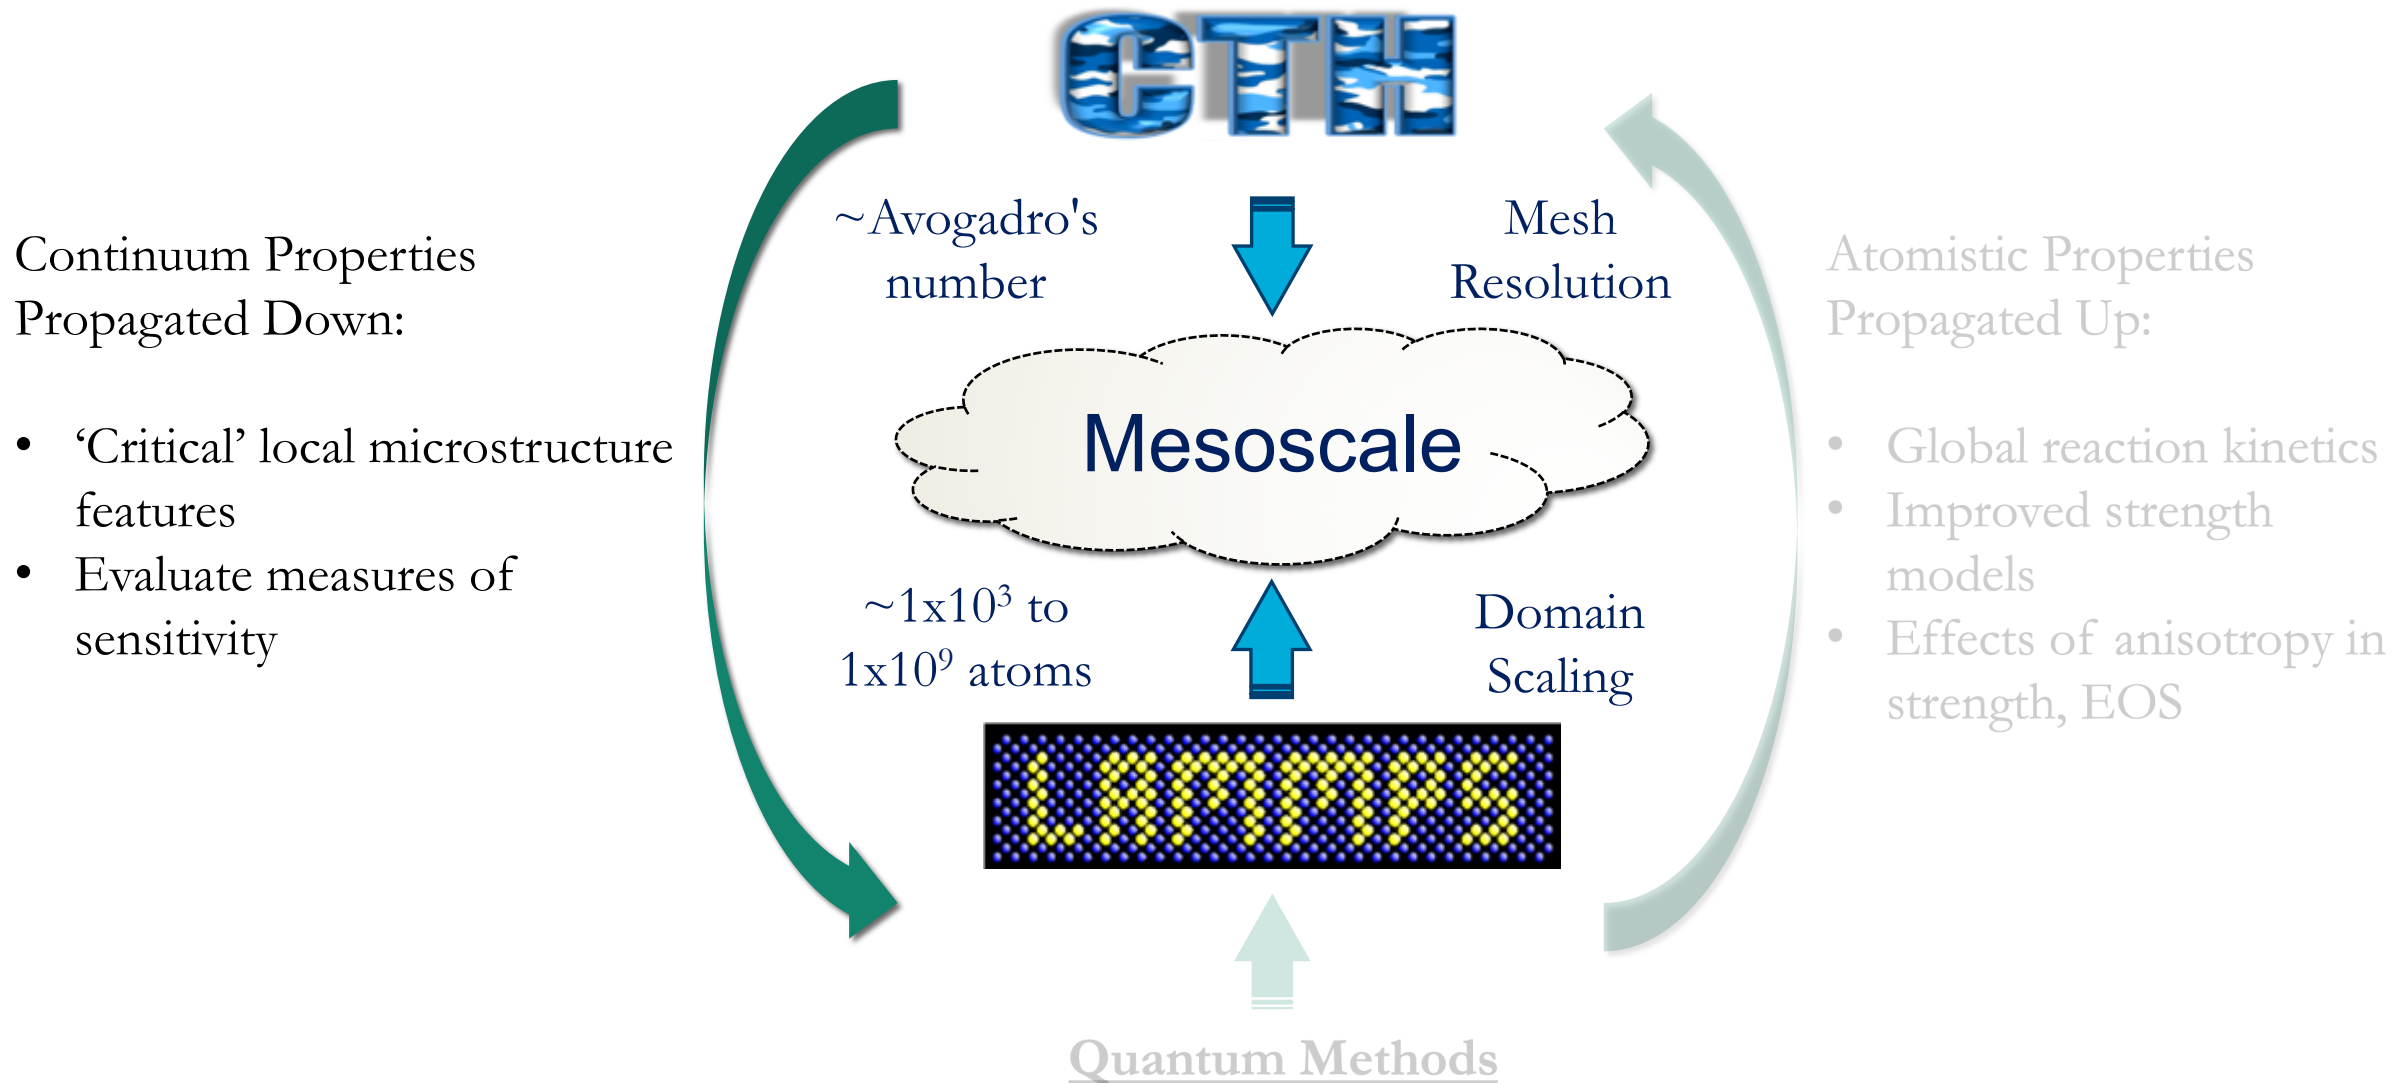 CTH
Continuum Properties
Propagated Down:
• ‘Critical’ local microstructure
features
• Evaluate measures of
sensitivity
~Avogadro's
number
Mesh
Resolution
Mesoscale
~1x10³ to
1x10⁹ atoms
Domain
Scaling
LAMMPS
Quantum Methods
Atomistic Properties
Propagated Up:
• Global reaction kinetics
• Improved strength
models
• Effects of anisotropy in
strength, EOS